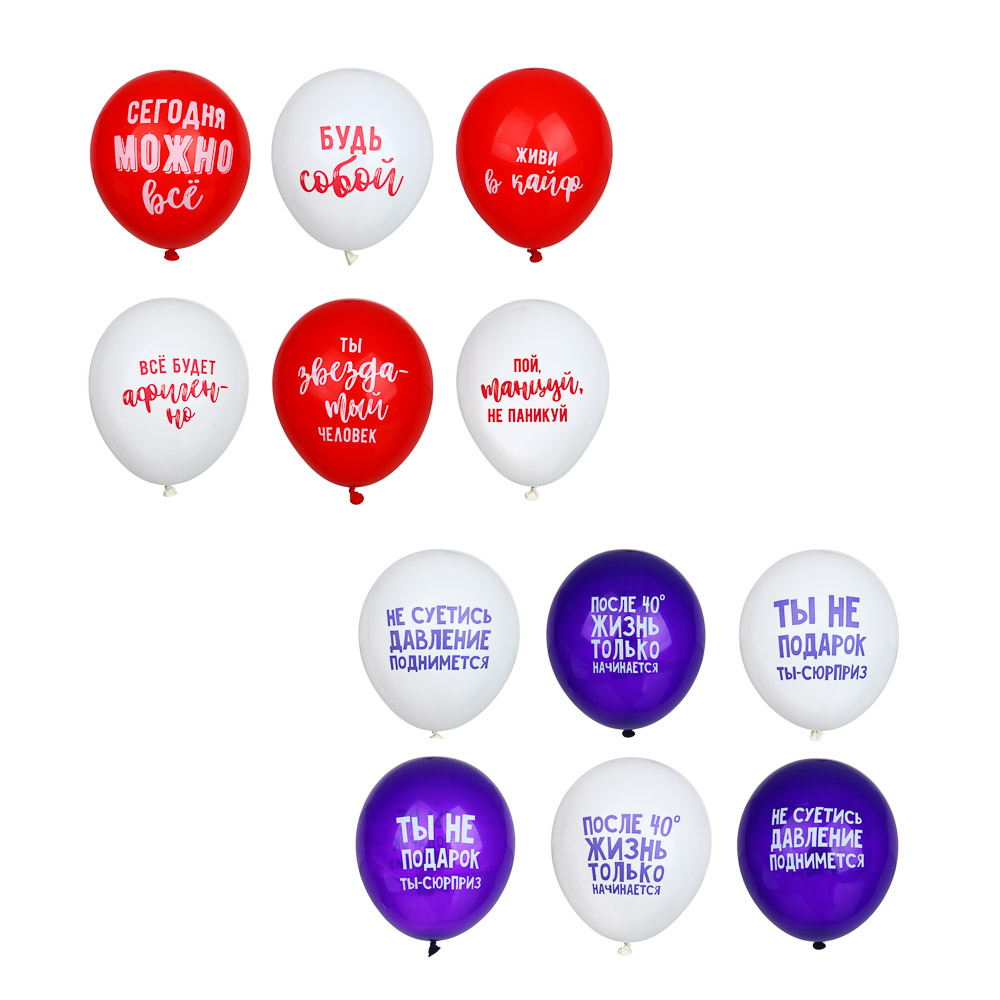 СЕГОДНЯ
МОЖНО
всё
БУДЬ
собой
ЖИВИ
в кайф
ВСЁ БУДЕТ
афиген-
но
ТЫ
звезда-
тый
ЧЕЛОВЕК
ПОЙ,
танцуй,
НЕ ПАНИКУЙ
НЕ СУЕТИСЬ
ДАВЛЕНИЕ
ПОДНИМЕТСЯ
ПОСЛЕ 40°
ЖИЗНЬ
ТОЛЬКО
НАЧИНАЕТСЯ
ТЫ НЕ
ПОДАРОК
ТЫ-СЮРПРИЗ
ТЫ НЕ
ПОДАРОК
ТЫ-СЮРПРИЗ
ПОСЛЕ 40°
ЖИЗНЬ
ТОЛЬКО
НАЧИНАЕТСЯ
НЕ СУЕТИСЬ
ДАВЛЕНИЕ
ПОДНИМЕТСЯ